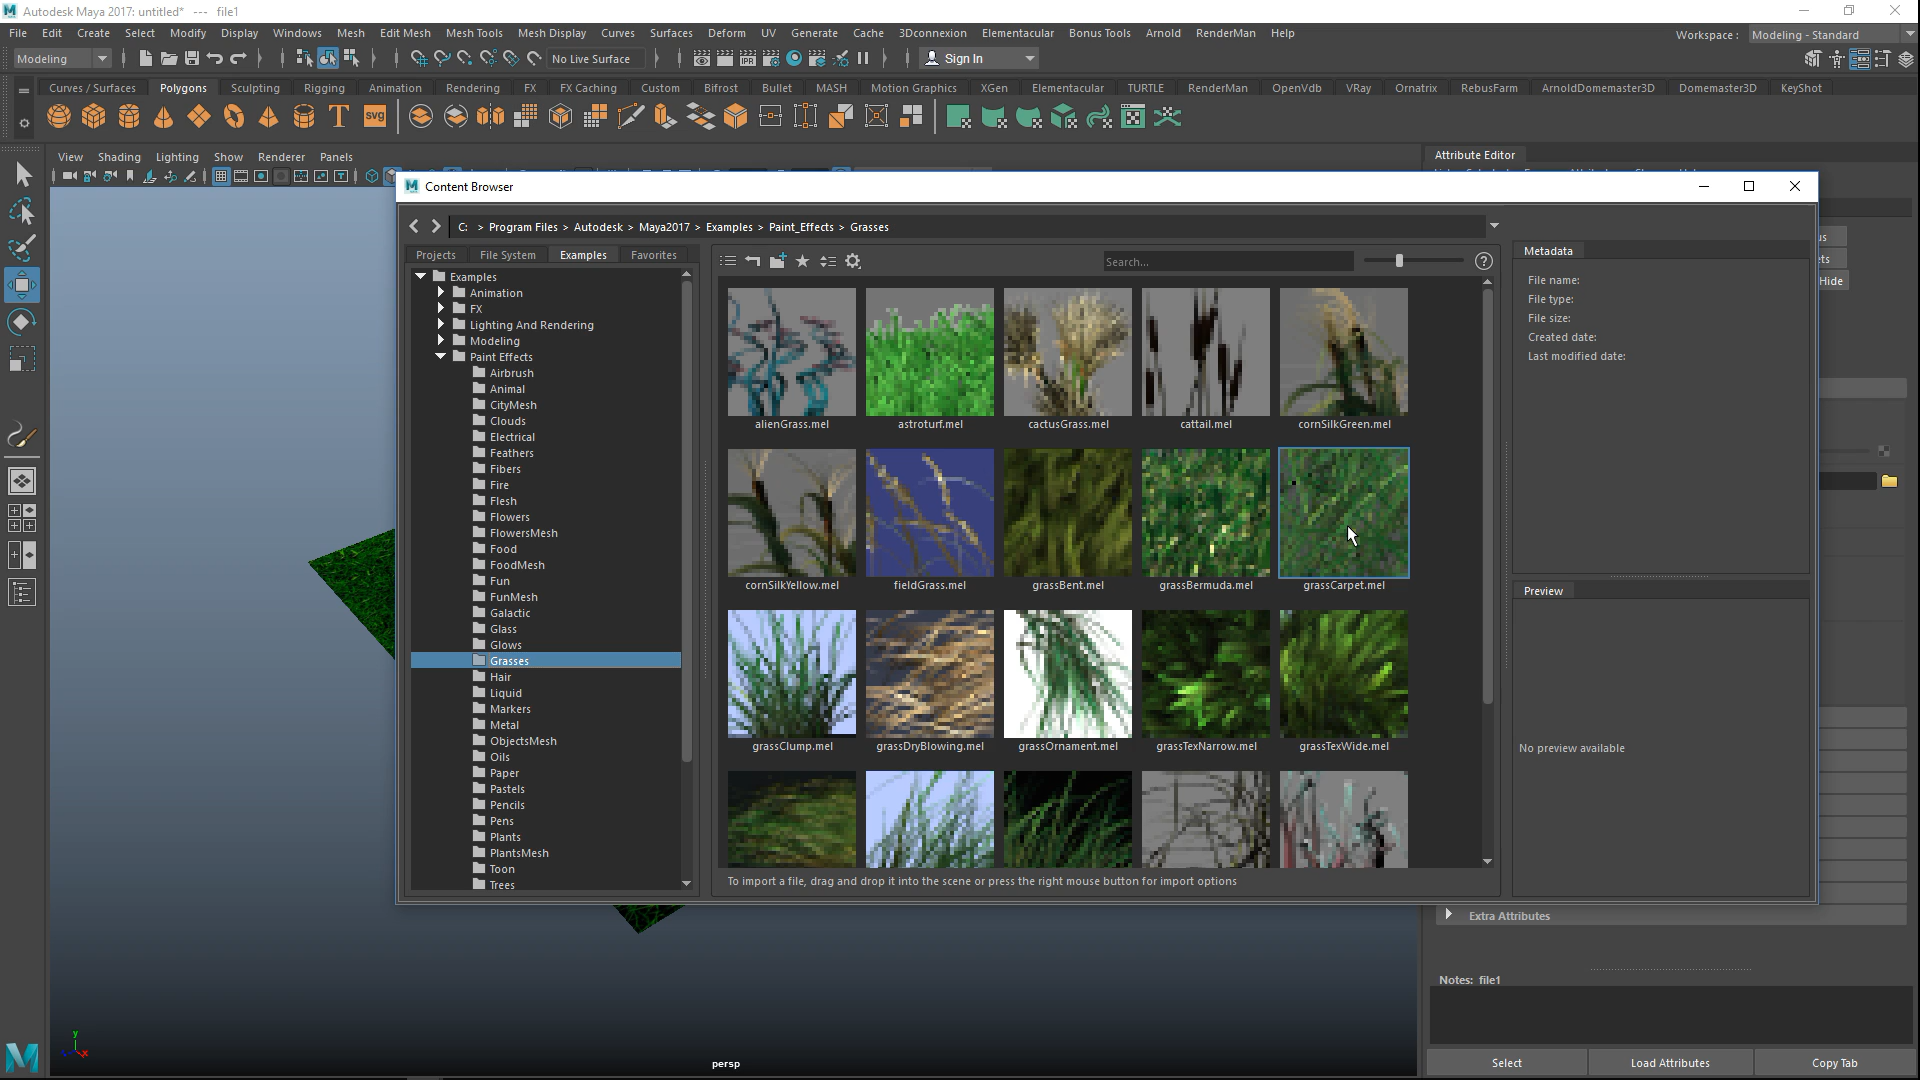 Autodesk Maya 2017: untitled* --- file1
File Edit Create Select Modify Display Windows Mesh Edit Mesh Mesh Tools Mesh Display Curves Surfaces Deform UV Generate Cache 3Dconnexion Elementacular Bonus Tools Arnold RenderMan Help
Workspace : Modeling - Standard
Modeling No Live Surface Sign In
Curves / Surfaces Polygons Sculpting Rigging Animation Rendering FX FX Caching Custom Bifrost Bullet MASH Motion Graphics XGen Elementacular TURTLE RenderMan OpenVdb VRay Ornatrix RebusFarm ArnoldDomemaster3D Domemaster3D KeyShot
T SVG
IPR
View Shading Lighting Show Renderer Panels
Attribute Editor
Content Browser
C: > Program Files > Autodesk > Maya2017 > Examples > Paint_Effects > Grasses
Projects File System Examples Favorites
Search...
Examples
Animation
FX
Lighting And Rendering
Modeling
Paint Effects
Airbrush
Animal
CityMesh
Clouds
Electrical
Feathers
Fibers
Fire
Flesh
Flowers
FlowersMesh
Food
FoodMesh
Fun
FunMesh
Galactic
Glass
Glows
Grasses
Hair
Liquid
Markers
Metal
ObjectsMesh
Oils
Paper
Pastels
Pencils
Pens
Plants
PlantsMesh
Toon
Trees
alienGrass.mel astroturf.mel cactusGrass.mel cattail.mel cornSilkGreen.mel
cornSilkYellow.mel fieldGrass.mel grassBent.mel grassBermuda.mel grassCarpet.mel
grassClump.mel grassDryBlowing.mel grassOrnament.mel grassTexNarrow.mel grassTexWide.mel
To import a file, drag and drop it into the scene or press the right mouse button for import options
Metadata
File name:
File type:
File size:
Created date:
Last modified date:
Preview
No preview available
Hide
Extra Attributes
Notes: file1
Select Load Attributes Copy Tab
persp
y
x